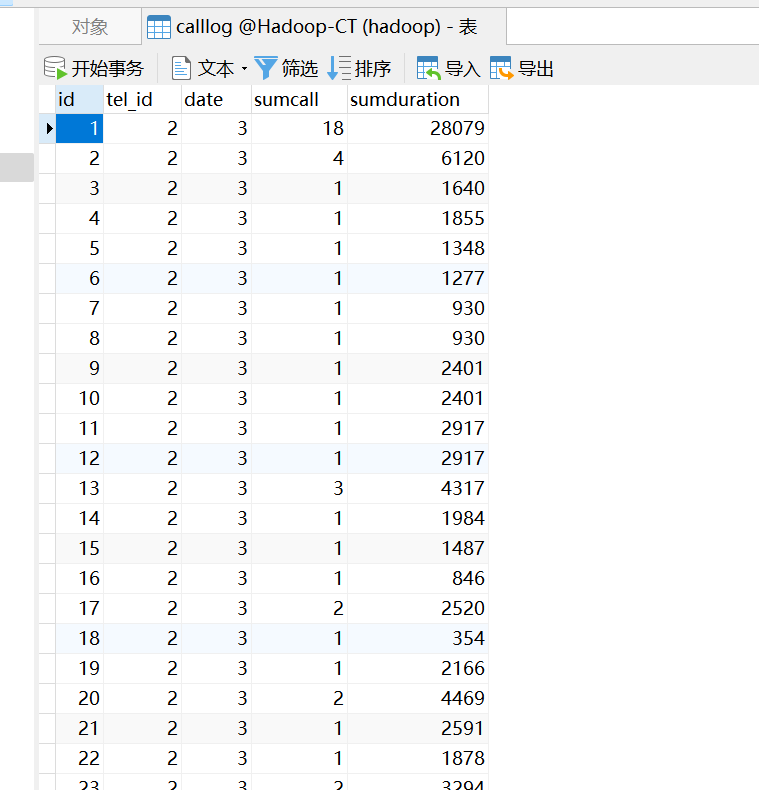 对象 calllog @Hadoop-CT (hadoop) - 表
开始事务 文本 筛选 排序 导入 导出
id tel_id date sumcall sumduration
1 2 3 18 28079
2 2 3 4 6120
3 2 3 1 1640
4 2 3 1 1855
5 2 3 1 1348
6 2 3 1 1277
7 2 3 1 930
8 2 3 1 930
9 2 3 1 2401
10 2 3 1 2401
11 2 3 1 2917
12 2 3 1 2917
13 2 3 3 4317
14 2 3 1 1984
15 2 3 1 1487
16 2 3 1 846
17 2 3 2 2520
18 2 3 1 354
19 2 3 1 2166
20 2 3 2 4469
21 2 3 1 2591
22 2 3 1 1878
23 2 3 2 3294